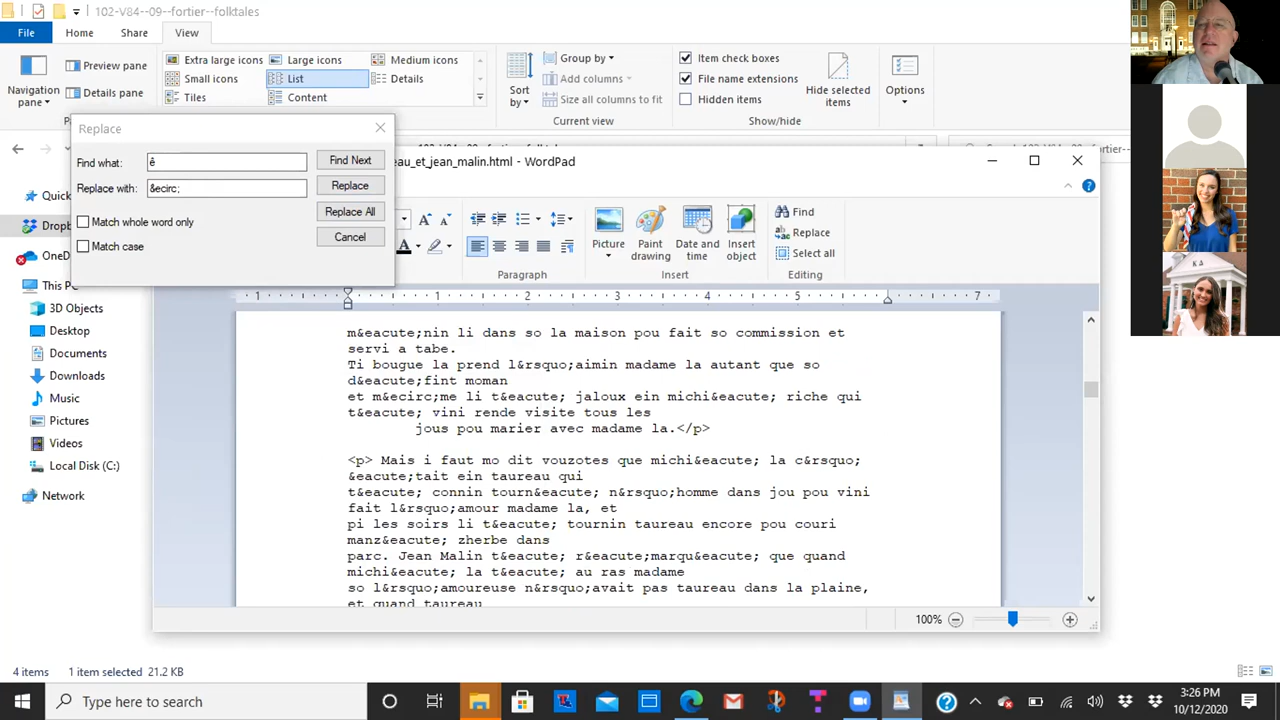 102-V84--09--fortier--folktales
File
Home
Share
View
Navigation pane
Preview pane
Details pane
Extra large icons
Large icons
Medium icons
Small icons
List
Details
Tiles
Content
Sort by
Group by
Add columns
Size all columns to fit
Current view
Item check boxes
File name extensions
Hidden items
Hide selected items
Show/hide
Options
Replace
Find what:
ê
Find Next
Replace with:
&ecirc;
Replace
Match whole word only
Replace All
Match case
Cancel
eau_et_jean_malin.html - WordPad
Picture
Paint drawing
Date and time
Insert object
Find
Replace
Select all
Paragraph
Insert
Editing
1 1 2 3 4 5 7
Quick
Dropb
OneD
This PC
3D Objects
Desktop
Documents
Downloads
Music
Pictures
Videos
Local Disk (C:)
Network
m&eacute;nin li dans so la maison pou fait so commission et
servi a tabe.
Ti bougue la prend l&rsquo;aimin madame la autant que so
d&eacute;fint moman
et m&ecirc;me li t&eacute; jaloux ein michi&eacute; riche qui
t&eacute; vini rende visite tous les
jous pou marier avec madame la.</p>
<p> Mais i faut mo dit vouzotes que michi&eacute; la c&rsquo;
&eacute;tait ein taureau qui
t&eacute; connin tourn&eacute; n&rsquo;homme dans jou pou vini
fait l&rsquo;amour madame la, et
pi les soirs li t&eacute; tournin taureau encore pou couri
manz&eacute; zherbe dans
parc. Jean Malin t&eacute; r&eacute;marqu&eacute; que quand
michi&eacute; la t&eacute; au ras madame
so l&rsquo;amoureuse n&rsquo;avait pas taureau dans la plaine,
et quand taureau
100%
4 items
1 item selected 21.2 KB
Type here to search
3:26 PM
10/12/2020
ΚΔ